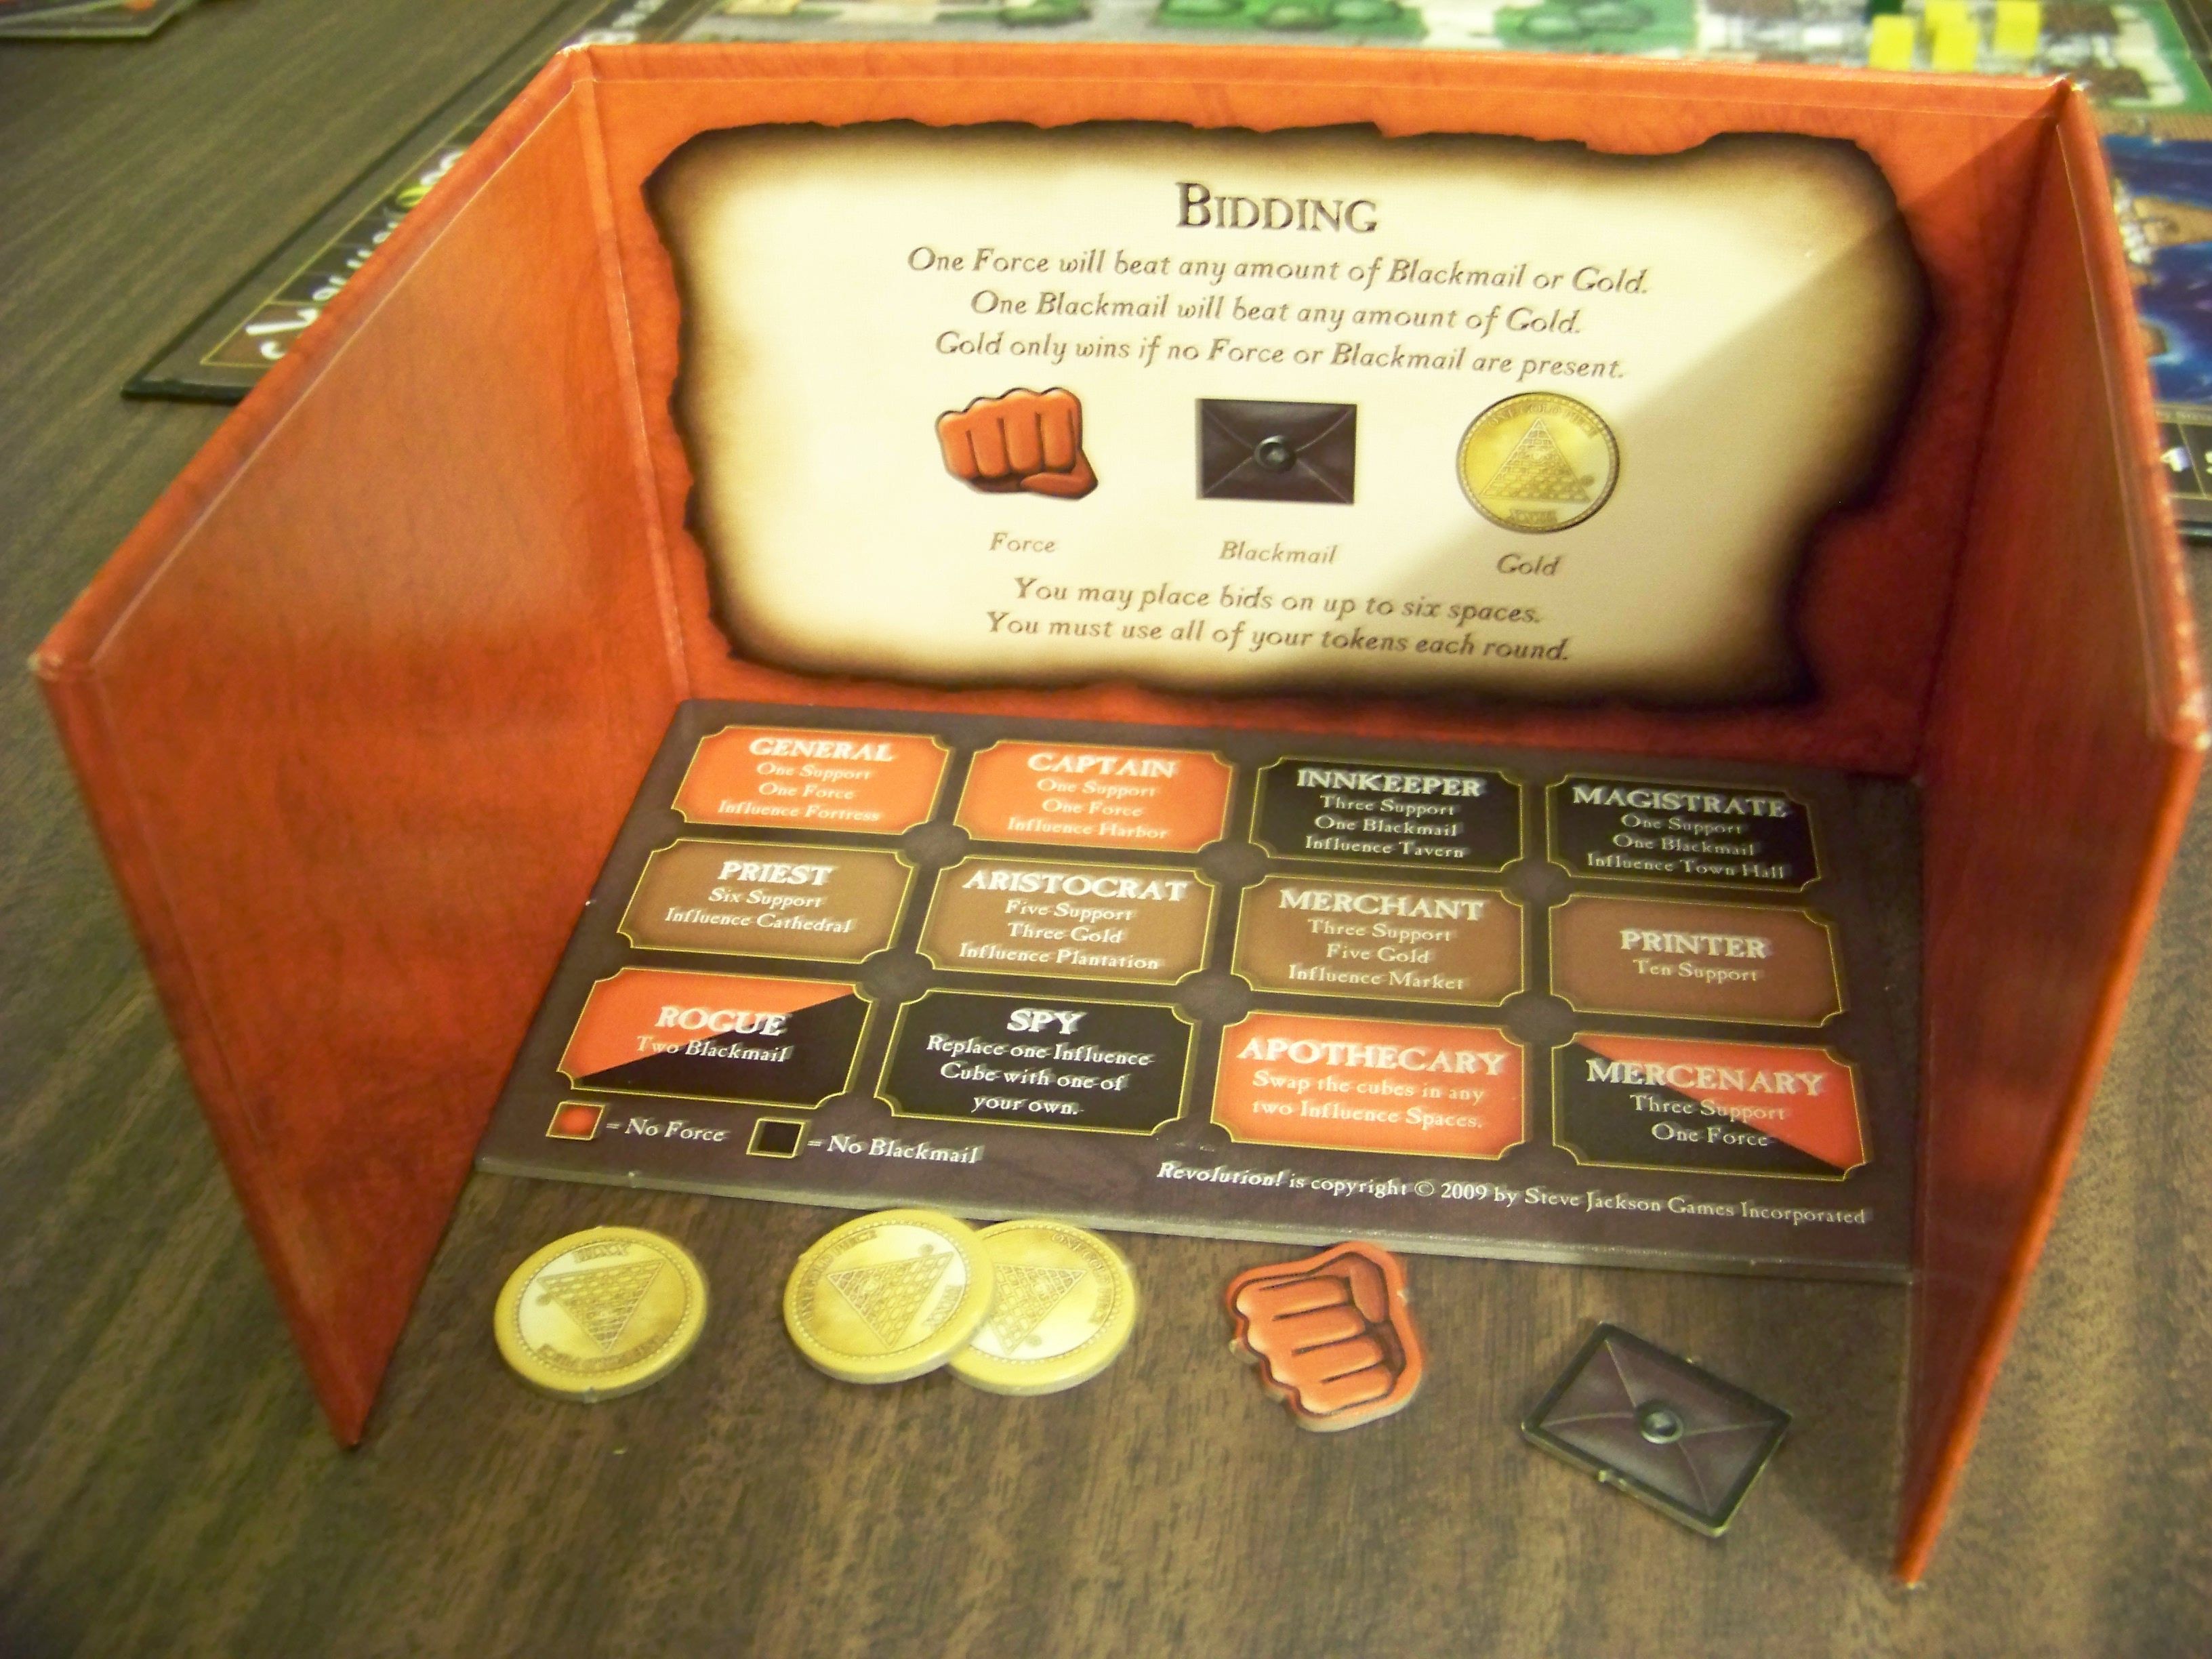 BIDDING
One Force will beat any amount of Blackmail or Gold.
One Blackmail will beat any amount of Gold.
Gold only wins if no Force or Blackmail are present.
Force
Blackmail
Gold
You may place bids on up to six spaces.
You must use all of your tokens each round.
GENERAL
One Support
One Force
Influence Fortress
CAPTAIN
One Support
One Force
Influence Harbor
INNKEEPER
Three Support
One Blackmail
Influence Tavern
MAGISTRATE
One Support
One Blackmail
Influence Town Hall
PRIEST
Six Support
Influence Cathedral
ARISTOCRAT
Five Support
Three Gold
Influence Plantation
MERCHANT
Three Support
Five Gold
Influence Market
PRINTER
Ten Support
ROGUE
Two Blackmail
SPY
Replace one Influence
Cube with one of
your own.
APOTHECARY
Swap the cubes in any
two Influence Spaces.
MERCENARY
Three Support
One Force
= No Force
= No Blackmail
Revolution! is copyright © 2009 by Steve Jackson Games Incorporated